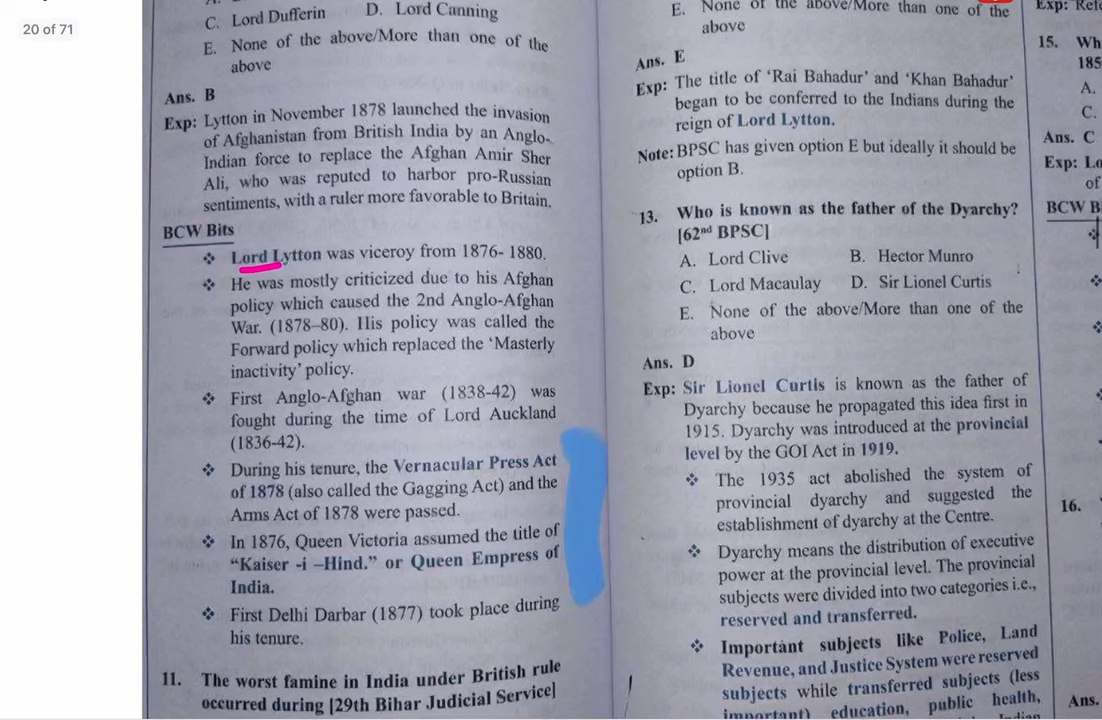 20 of 71
C. Lord Dufferin D. Lord Canning
E. None of the above/More than one of the
above
Ans. B
Exp: Lytton in November 1878 launched the invasion
of Afghanistan from British India by an Anglo-
Indian force to replace the Afghan Amir Sher
Ali, who was reputed to harbor pro-Russian
sentiments, with a ruler more favorable to Britain.
BCW Bits
❖ Lord Lytton was viceroy from 1876- 1880.
❖ He was mostly criticized due to his Afghan
policy which caused the 2nd Anglo-Afghan
War. (1878–80). His policy was called the
Forward policy which replaced the ‘Masterly
inactivity’ policy.
❖ First Anglo-Afghan war (1838-42) was
fought during the time of Lord Auckland
(1836-42).
❖ During his tenure, the Vernacular Press Act
of 1878 (also called the Gagging Act) and the
Arms Act of 1878 were passed.
❖ In 1876, Queen Victoria assumed the title of
“Kaiser -i –Hind.” or Queen Empress of
India.
❖ First Delhi Darbar (1877) took place during
his tenure.
11. The worst famine in India under British rule
occurred during [29th Bihar Judicial Service]
E. None of the above/More than one of the
above
Ans. E
Exp: The title of ‘Rai Bahadur’ and ‘Khan Bahadur’
began to be conferred to the Indians during the
reign of Lord Lytton.
Note: BPSC has given option E but ideally it should be
option B.
13. Who is known as the father of the Dyarchy?
[62nd BPSC]
A. Lord Clive B. Hector Munro
C. Lord Macaulay D. Sir Lionel Curtis
E. None of the above/More than one of the
above
Ans. D
Exp: Sir Lionel Curtis is known as the father of
Dyarchy because he propagated this idea first in
1915. Dyarchy was introduced at the provincial
level by the GOI Act in 1919.
❖ The 1935 act abolished the system of
provincial dyarchy and suggested the
establishment of dyarchy at the Centre.
❖ Dyarchy means the distribution of executive
power at the provincial level. The provincial
subjects were divided into two categories i.e.,
reserved and transferred.
❖ Important subjects like Police, Land
Revenue, and Justice System were reserved
subjects while transferred subjects (less
important) education, public health,
Exp:
15. Wh
185
A.
C.
Ans. C
Exp: Lo
of
BCW B
16.
Ans.